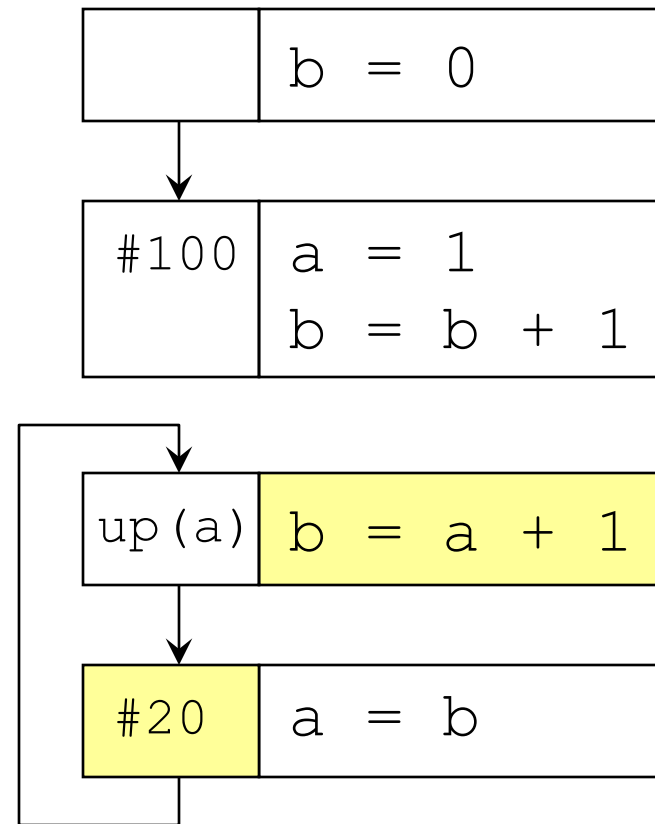 b = 0
#100 a = 1
b = b + 1
up(a) b = a + 1
#20 a = b